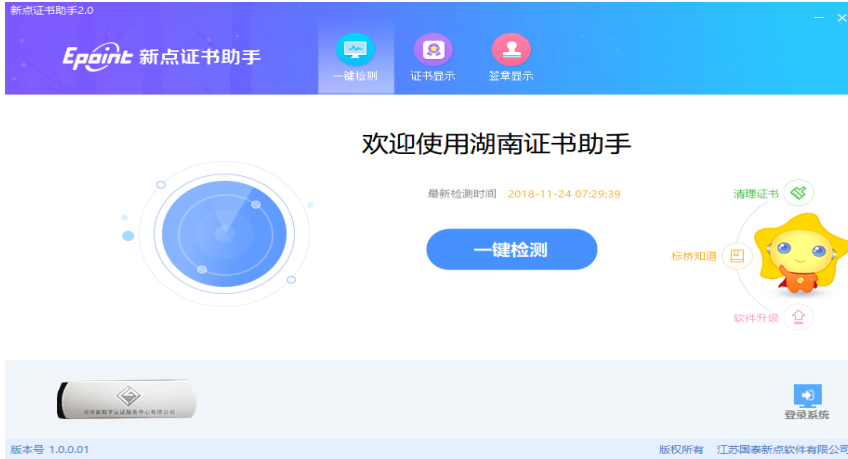 新点证书助手2.0
Epoint 新点证书助手
一键检测
证书显示
签章显示
欢迎使用湖南证书助手
最新检测时间 2018-11-24 07:29:39
清理证书
一键检测
标桥知道
软件升级
登录系统
版本号 1.0.0.01
版权所有 江苏国泰新点软件有限公司